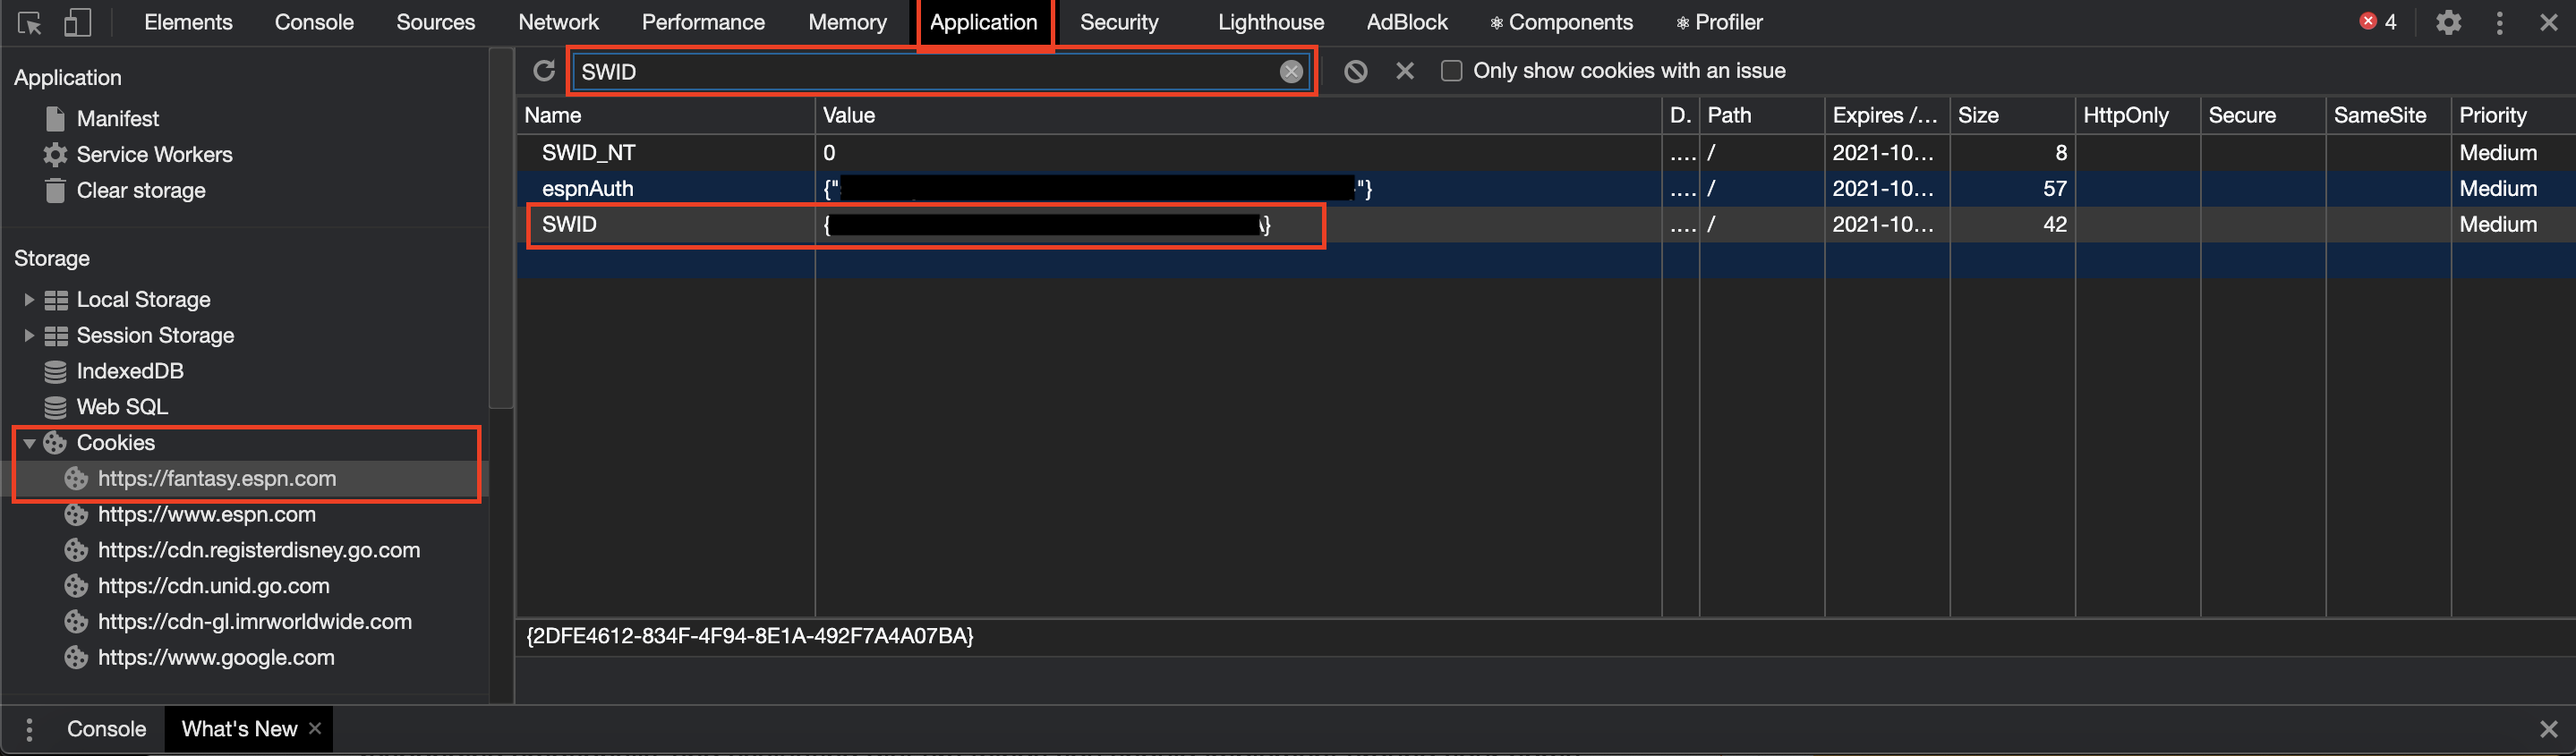 Elements Console Sources Network Performance Memory Application Security Lighthouse AdBlock Components Profiler 4
Application
Manifest
Service Workers
Clear storage
Storage
Local Storage
Session Storage
IndexedDB
Web SQL
Cookies
https://fantasy.espn.com
https://www.espn.com
https://cdn.registerdisney.go.com
https://cdn.unid.go.com
https://cdn-gl.imrworldwide.com
https://www.google.com
SWID Only show cookies with an issue
Name Value D. Path Expires /... Size HttpOnly Secure SameSite Priority
SWID_NT 0 .... / 2021-10... 8 Medium
espnAuth {" "} .... / 2021-10... 57 Medium
SWID { } .... / 2021-10... 42 Medium
{2DFE4612-834F-4F94-8E1A-492F7A4A07BA}
Console What's New